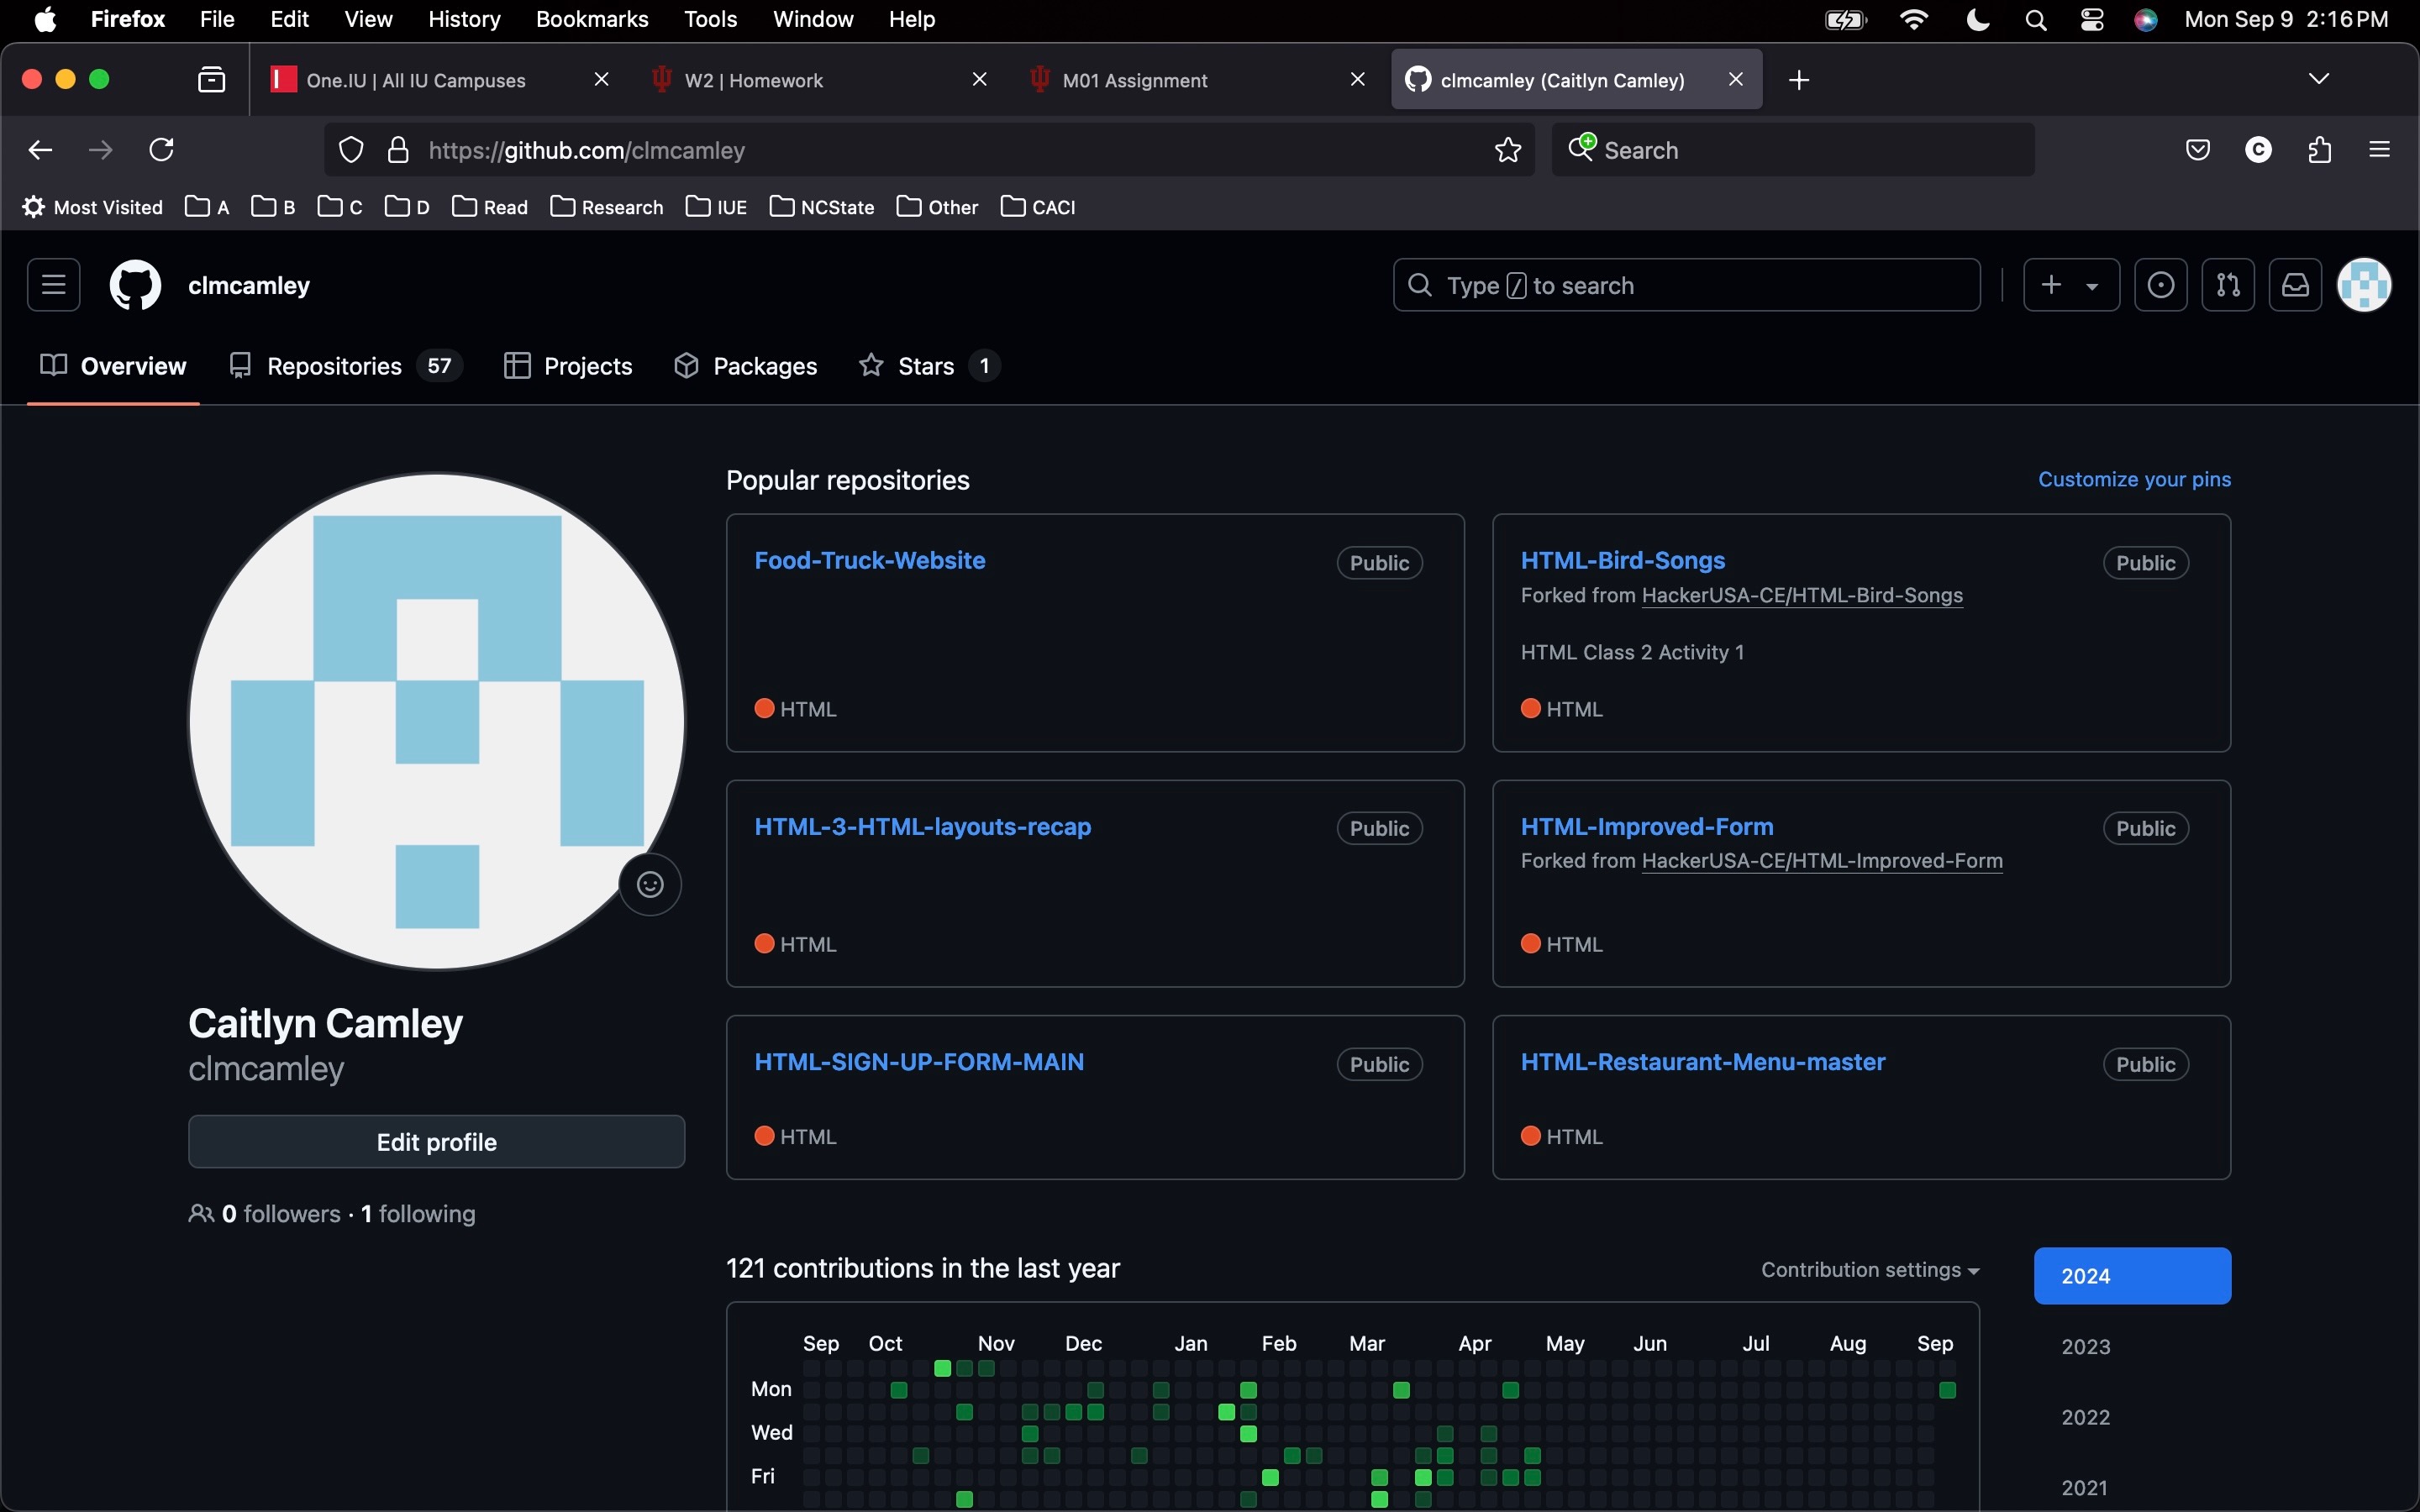 Firefox File Edit View History Bookmarks Tools Window Help Mon Sep 9 2:16 PM
One.IU | All IU Campuses W2 | Homework M01 Assignment clmcamley (Caitlyn Camley)
https://github.com/clmcamley Search C
Most Visited A B C D Read Research IUE NCState Other CACI
clmcamley Type / to search
Overview Repositories 57 Projects Packages Stars 1
Popular repositories Customize your pins
Food-Truck-Website Public
HTML
HTML-Bird-Songs Public
Forked from HackerUSA-CE/HTML-Bird-Songs
HTML Class 2 Activity 1
HTML
HTML-3-HTML-layouts-recap Public
HTML
HTML-Improved-Form Public
Forked from HackerUSA-CE/HTML-Improved-Form
HTML
HTML-SIGN-UP-FORM-MAIN Public
HTML
HTML-Restaurant-Menu-master Public
HTML
Caitlyn Camley
clmcamley
Edit profile
0 followers · 1 following
121 contributions in the last year Contribution settings
Sep Oct Nov Dec Jan Feb Mar Apr May Jun Jul Aug Sep
Mon
Wed
Fri
2024
2023
2022
2021